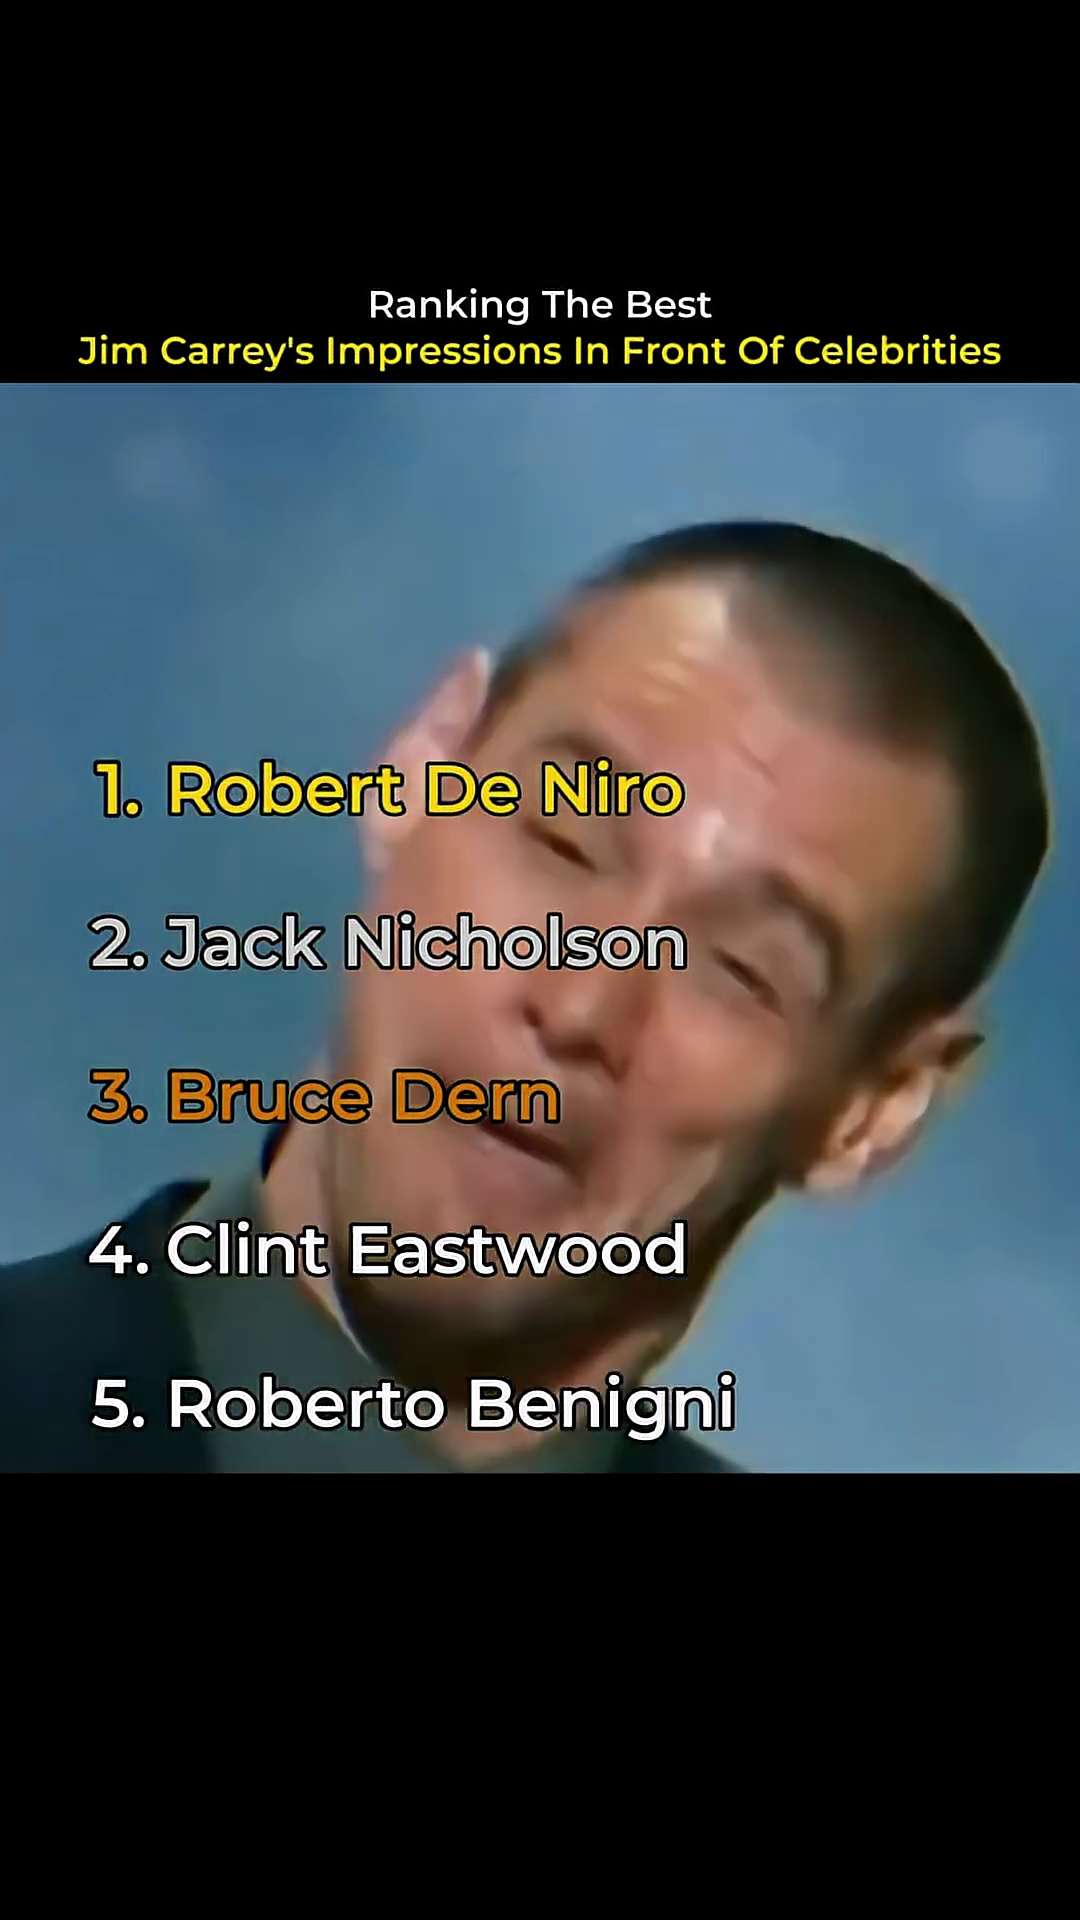 Ranking The Best
Jim Carrey's Impressions In Front Of Celebrities
1. Robert De Niro
2. Jack Nicholson
3. Bruce Dern
4. Clint Eastwood
5. Roberto Benigni